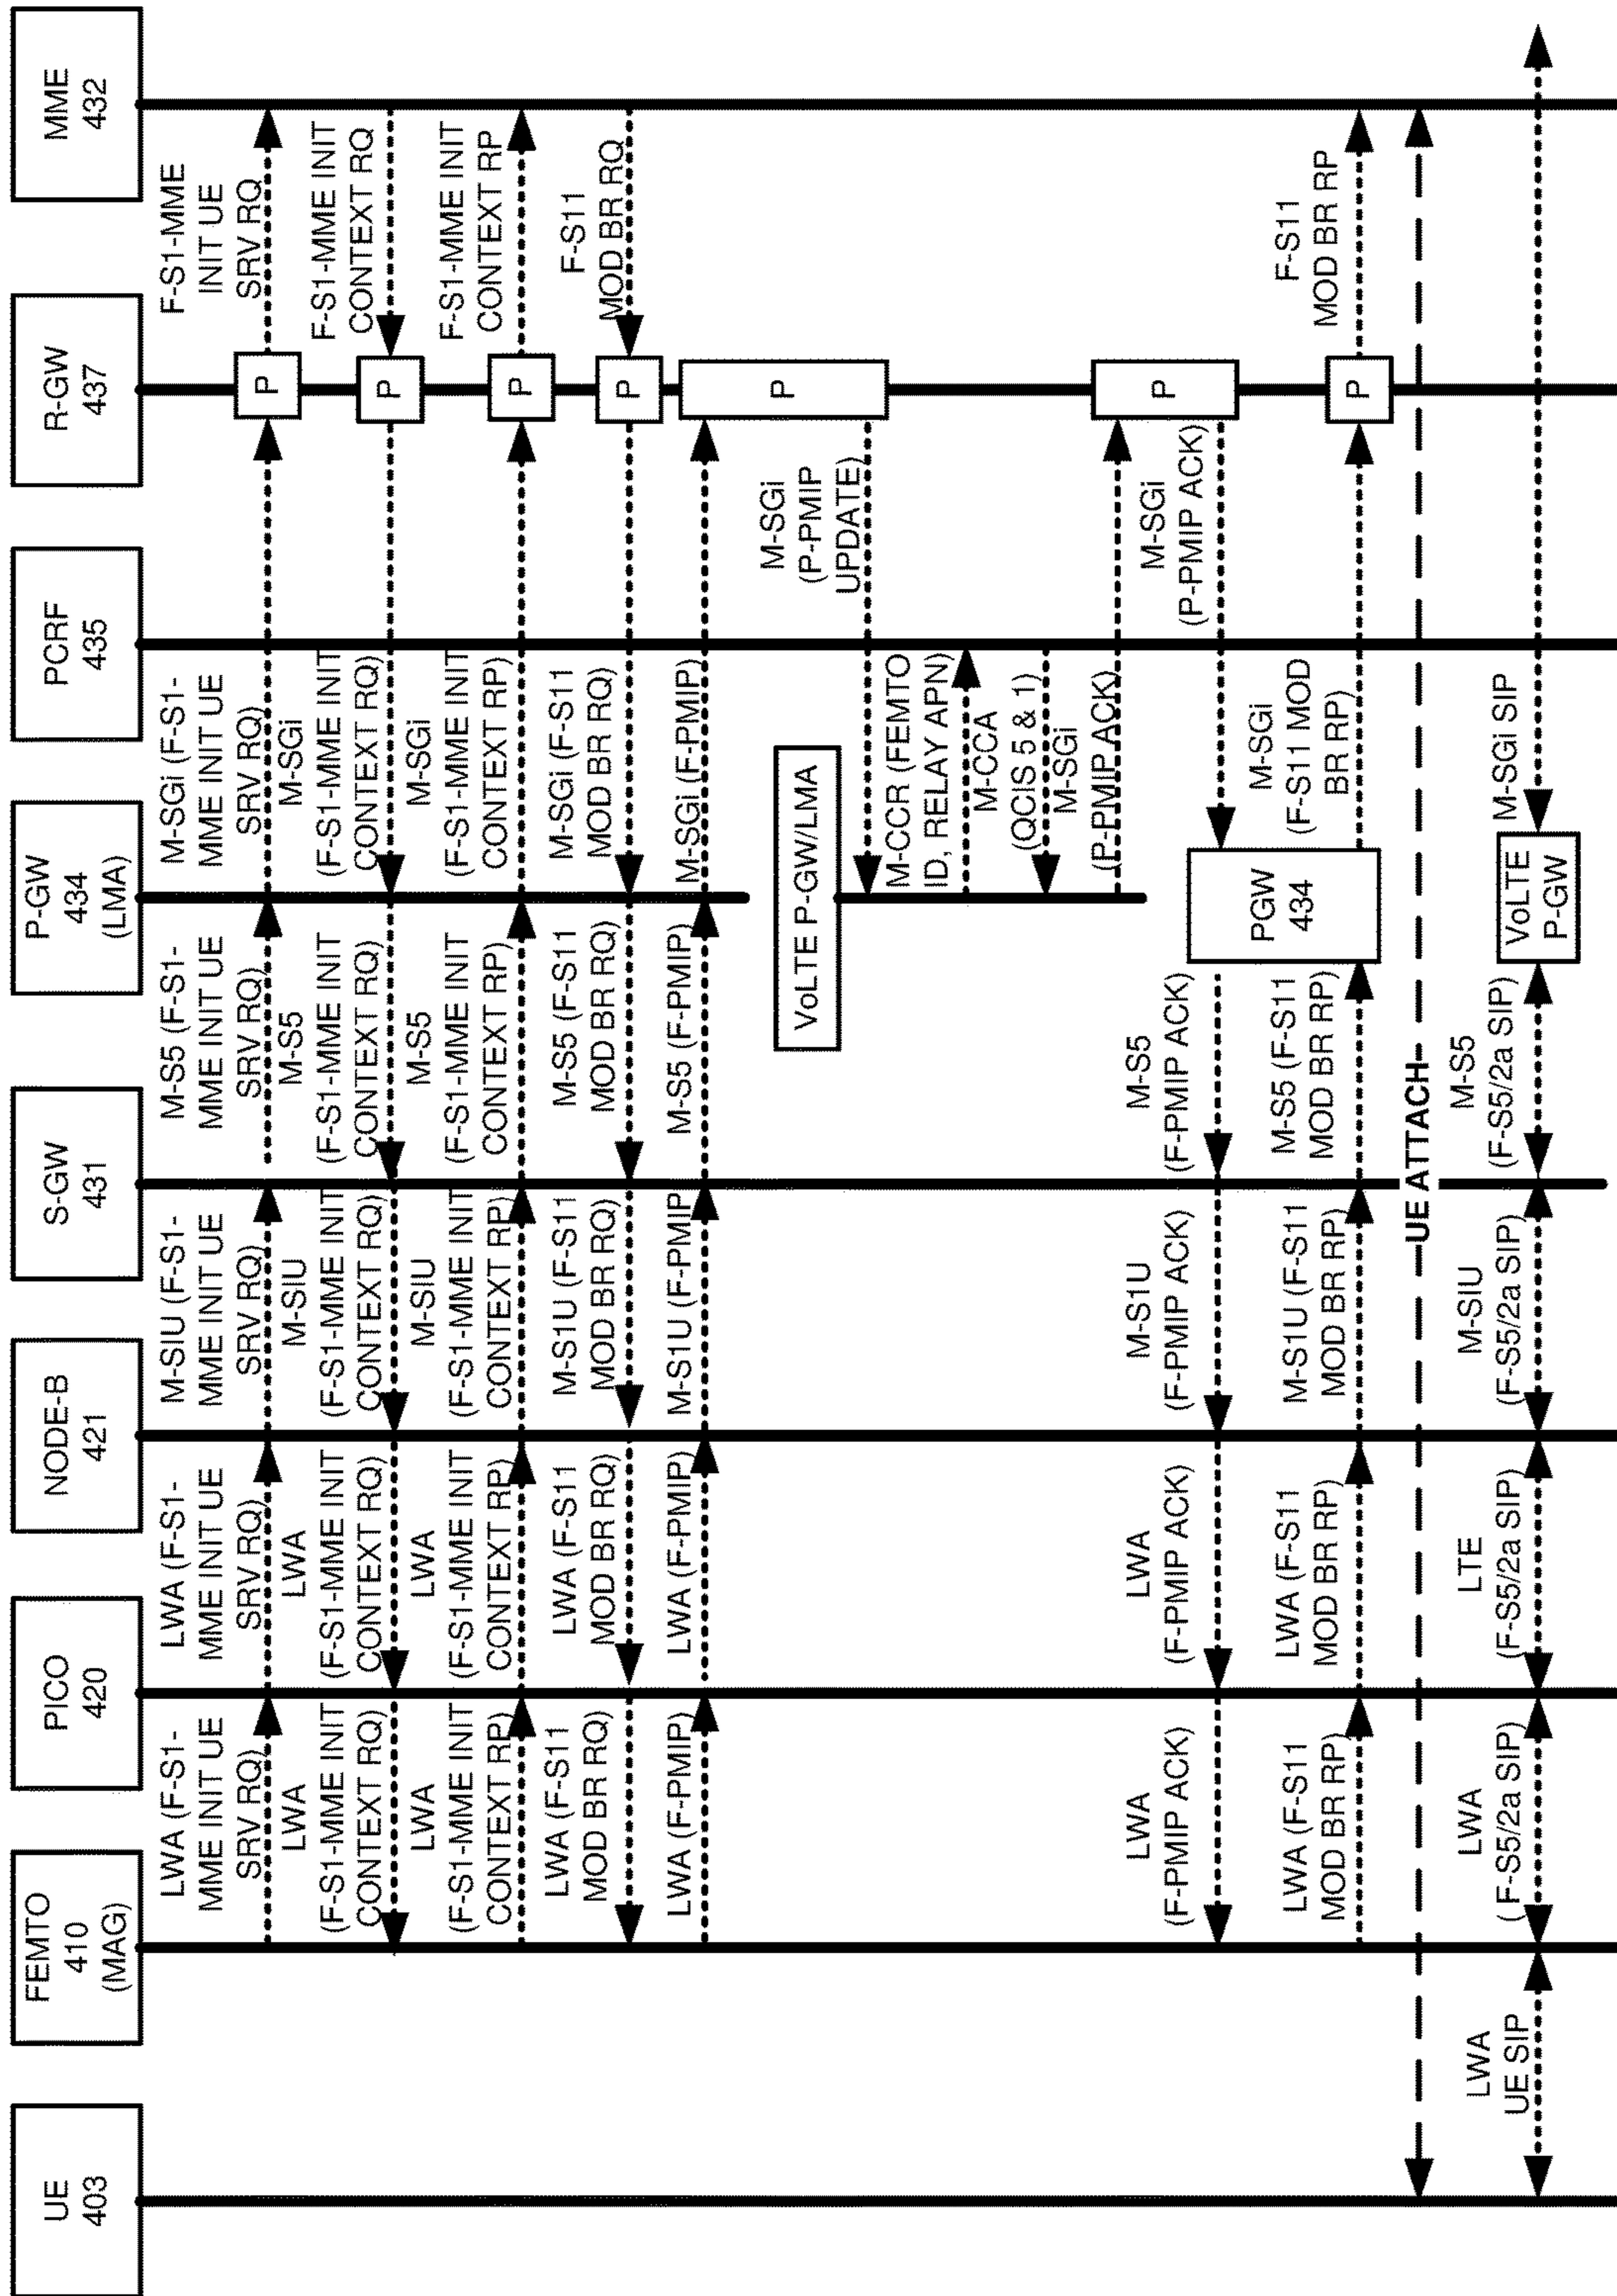 UE
403
FEMTO
410
(MAG)
PICO
420
NODE-B
421
S-GW
431
P-GW
434
(LMA)
PCRF
435
R-GW
437
MME
432
LWA (F-S1-
MME INIT UE
SRV RQ)
LWA (F-S1-
MME INIT UE
SRV RQ)
M-SIU (F-S1-
MME INIT UE
SRV RQ)
M-S5 (F-S1-
MME INIT UE
SRV RQ)
M-SGi (F-S1-
MME INIT UE
SRV RQ)
P
F-S1-MME
INIT UE
SRV RQ
LWA
(F-S1-MME INIT
CONTEXT RQ)
LWA
(F-S1-MME INIT
CONTEXT RQ)
M-SIU
(F-S1-MME INIT
CONTEXT RQ)
M-S5
(F-S1-MME INIT
CONTEXT RQ)
M-SGi
(F-S1-MME INIT
CONTEXT RQ)
P
F-S1-MME INIT
CONTEXT RQ
LWA
(F-S1-MME INIT
CONTEXT RP)
LWA
(F-S1-MME INIT
CONTEXT RP)
M-SIU
(F-S1-MME INIT
CONTEXT RP)
M-S5
(F-S1-MME INIT
CONTEXT RP)
M-SGi
(F-S1-MME INIT
CONTEXT RP)
P
F-S1-MME INIT
CONTEXT RP
LWA (F-S11
MOD BR RQ)
LWA (F-S11
MOD BR RQ)
M-S1U (F-S11
MOD BR RQ)
M-S5 (F-S11
MOD BR RQ)
M-SGi (F-S11
MOD BR RQ)
P
F-S11
MOD BR RQ
LWA (F-PMIP)
LWA (F-PMIP)
M-S1U (F-PMIP)
M-S5 (F-PMIP)
M-SGi (F-PMIP)
P
M-SGi
(P-PMIP
UPDATE)
VoLTE P-GW/LMA
M-CCR (FEMTO
ID, RELAY APN)
M-CCA
(QCIS 5 & 1)
M-SGi
(P-PMIP ACK)
P
LWA
(F-PMIP ACK)
LWA
(F-PMIP ACK)
M-S1U
(F-PMIP ACK)
M-S5
(F-PMIP ACK)
PGW
434
M-SGi
(P-PMIP ACK)
LWA (F-S11
MOD BR RP)
LWA (F-S11
MOD BR RP)
M-S1U (F-S11
MOD BR RP)
M-S5 (F-S11
MOD BR RP)
M-SGi
(F-S11 MOD
BR RP)
P
F-S11
MOD BR RP
UE ATTACH
LWA
UE SIP
LWA
( F-S5/2a SIP)
LTE
(F-S5/2a SIP)
M-SIU
(F-S5/2a SIP)
M-S5
(F-S5/2a SIP)
VoLTE
P-GW
M-SGi SIP